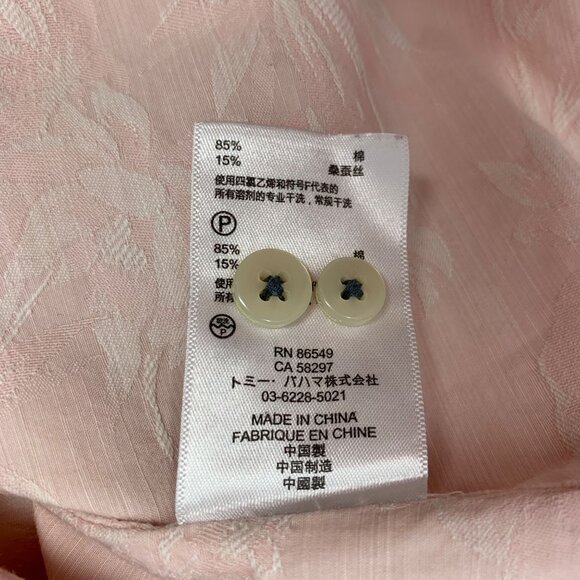 85% 棉
15% 桑蚕丝
使用四氯乙烯和符号F代表的
所有溶剂的专业干洗，常规干洗
P
85% 棉
15%
使用
所有
P
RN 86549
CA 58297
トミー・バハマ株式会社
03-6228-5021
MADE IN CHINA
FABRIQUE EN CHINE
中国製
中国制造
中國製